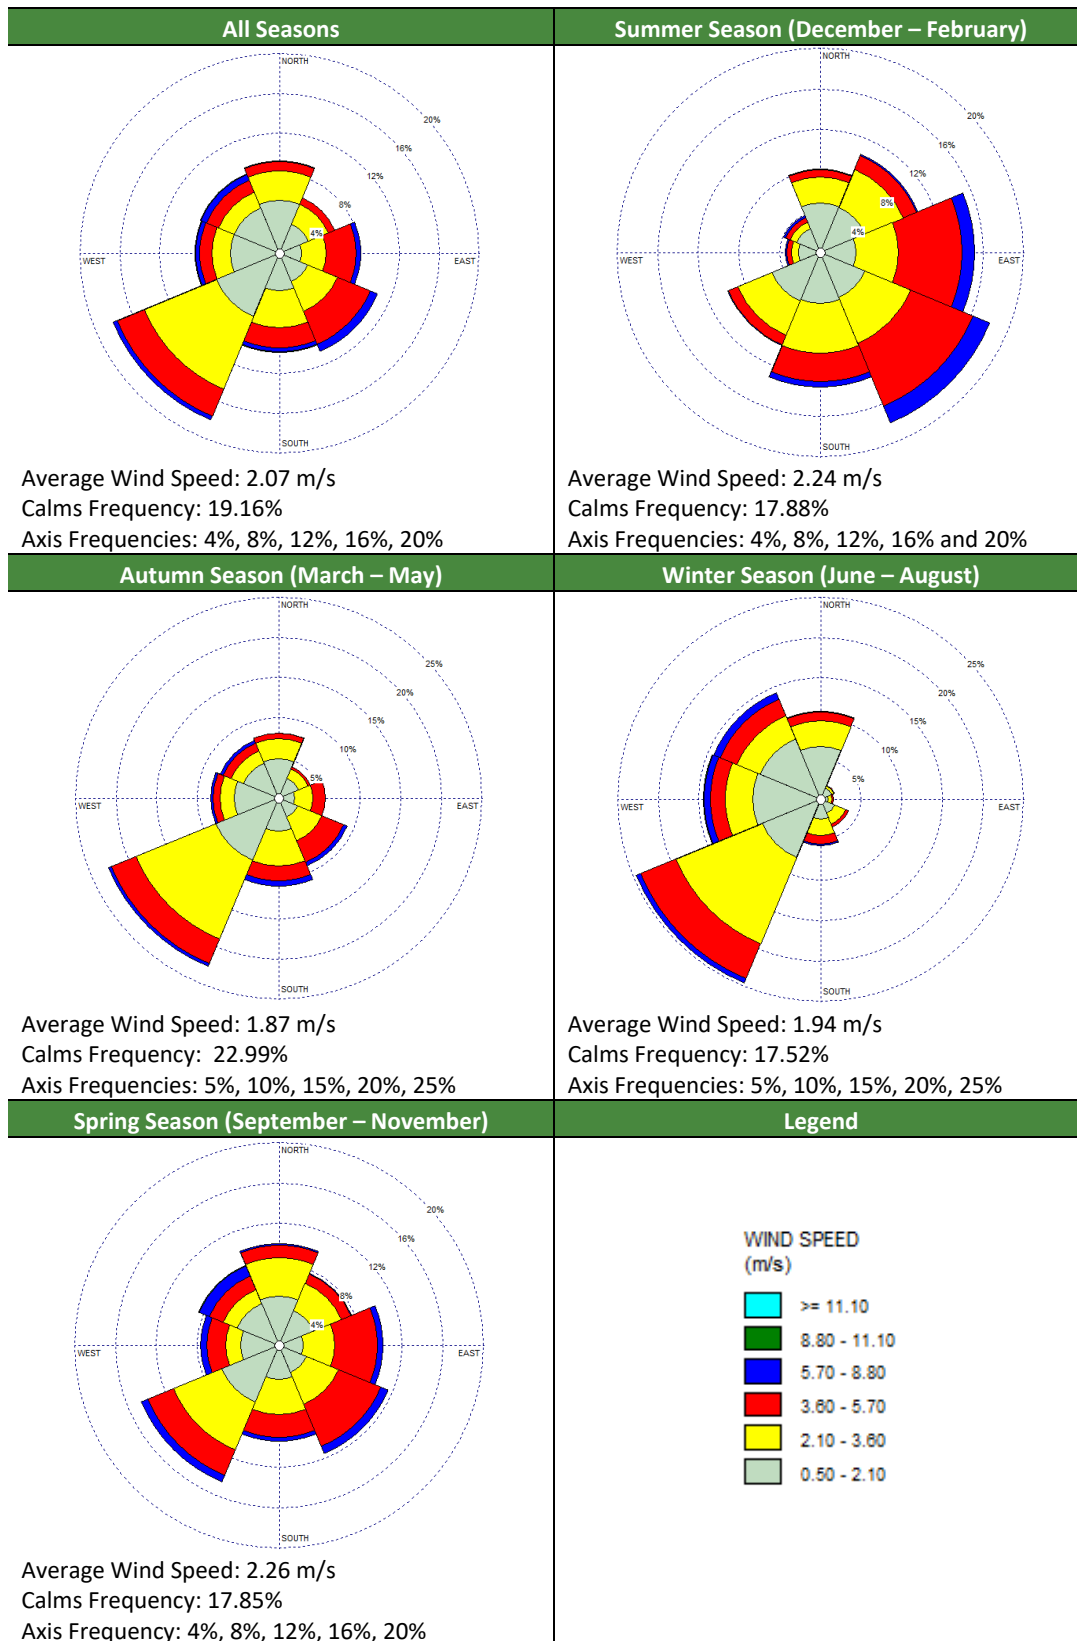 All Seasons
NORTH
20%
16%
12%
8%
4%
WEST
EAST
SOUTH
Average Wind Speed: 2.07 m/s
Calms Frequency: 19.16%
Axis Frequencies: 4%, 8%, 12%, 16%, 20%
Summer Season (December – February)
NORTH
20%
16%
12%
8%
4%
WEST
EAST
SOUTH
Average Wind Speed: 2.24 m/s
Calms Frequency: 17.88%
Axis Frequencies: 4%, 8%, 12%, 16% and 20%
Autumn Season (March – May)
NORTH
25%
20%
15%
10%
5%
WEST
EAST
SOUTH
Average Wind Speed: 1.87 m/s
Calms Frequency:  22.99%
Axis Frequencies: 5%, 10%, 15%, 20%, 25%
Winter Season (June – August)
NORTH
25%
20%
15%
10%
5%
WEST
EAST
SOUTH
Average Wind Speed: 1.94 m/s
Calms Frequency: 17.52%
Axis Frequencies: 5%, 10%, 15%, 20%, 25%
Spring Season (September – November)
NORTH
20%
16%
12%
8%
4%
WEST
EAST
SOUTH
Average Wind Speed: 2.26 m/s
Calms Frequency: 17.85%
Axis Frequency: 4%, 8%, 12%, 16%, 20%
Legend
WIND SPEED
(m/s)
>= 11.10
8.80 - 11.10
5.70 - 8.80
3.60 - 5.70
2.10 - 3.60
0.50 - 2.10